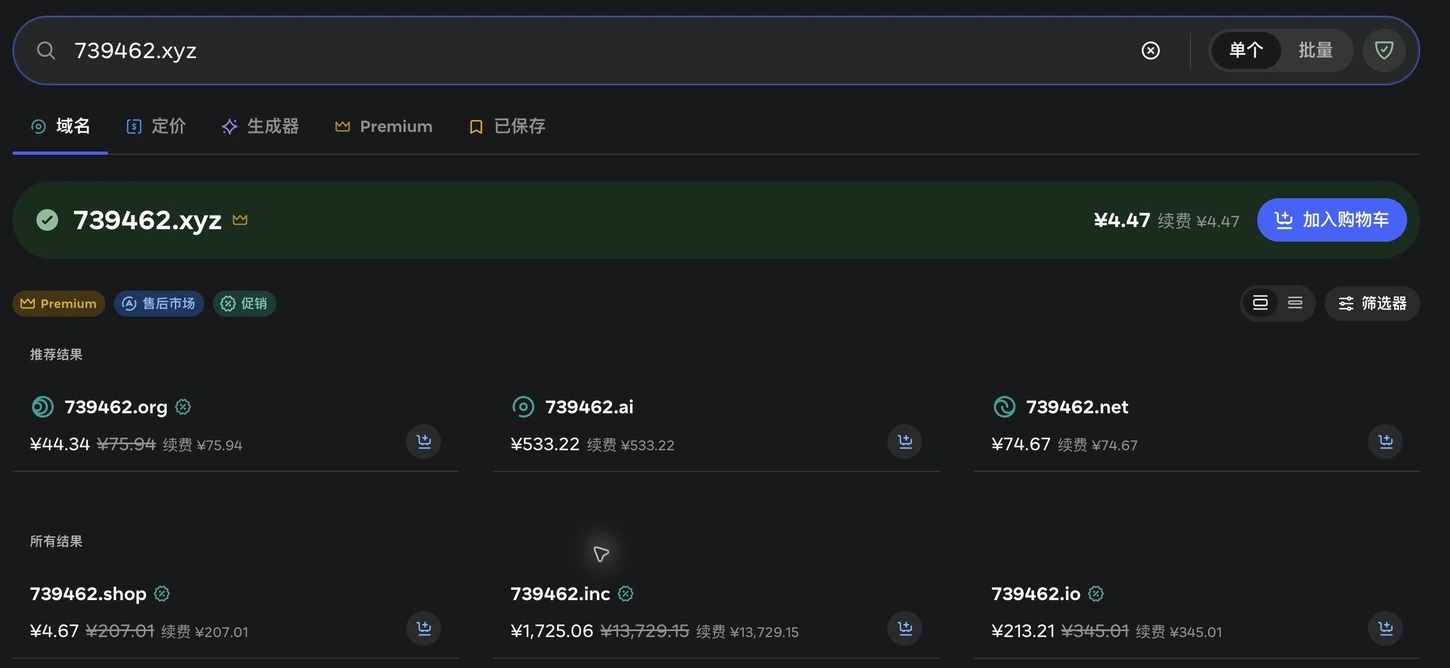 739462.xyz 单个 批量
域名 定价 生成器 Premium 已保存
739462.xyz ¥4.47 续费 ¥4.47 加入购物车
Premium 售后市场 促销 筛选器
推荐结果
739462.org 739462.ai 739462.net
¥44.34 ¥75.94 续费 ¥75.94 ¥533.22 续费 ¥533.22 ¥74.67 续费 ¥74.67
所有结果
739462.shop 739462.inc 739462.io
¥4.67 ¥207.01 续费 ¥207.01 ¥1,725.06 ¥13,729.15 续费 ¥13,729.15 ¥213.21 ¥345.01 续费 ¥345.01